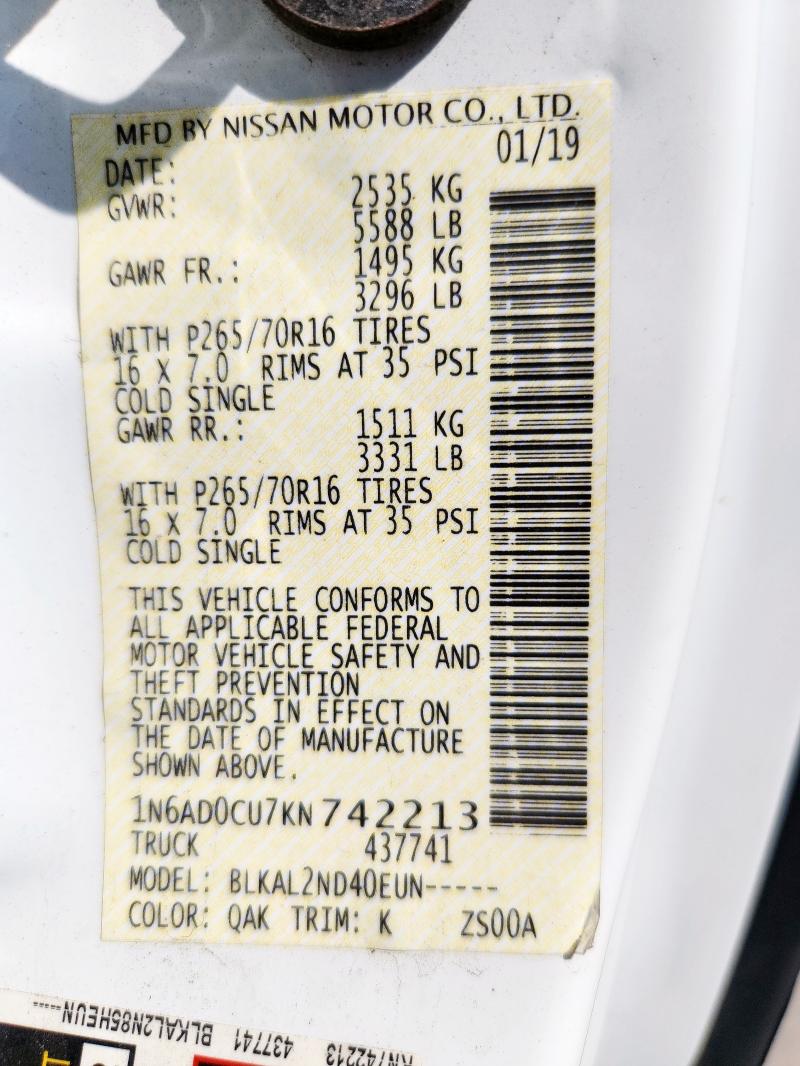 MFD BY NISSAN MOTOR CO., LTD.
DATE: 01/19
GVWR: 2535 KG
5588 LB
GAWR FR.: 1495 KG
3296 LB
WITH P265/70R16 TIRES
16 X 7.0 RIMS AT 35 PSI
COLD SINGLE
GAWR RR.: 1511 KG
3331 LB
WITH P265/70R16 TIRES
16 X 7.0 RIMS AT 35 PSI
COLD SINGLE
THIS VEHICLE CONFORMS TO
ALL APPLICABLE FEDERAL
MOTOR VEHICLE SAFETY AND
THEFT PREVENTION
STANDARDS IN EFFECT ON
THE DATE OF MANUFACTURE
SHOWN ABOVE.
1N6AD0CU7KN742213
TRUCK 437741
MODEL: BLKAL2ND40EUN-----
COLOR: QAK TRIM: K ZS00A
KN742213 437741 BLKAL2N86HEUN-----